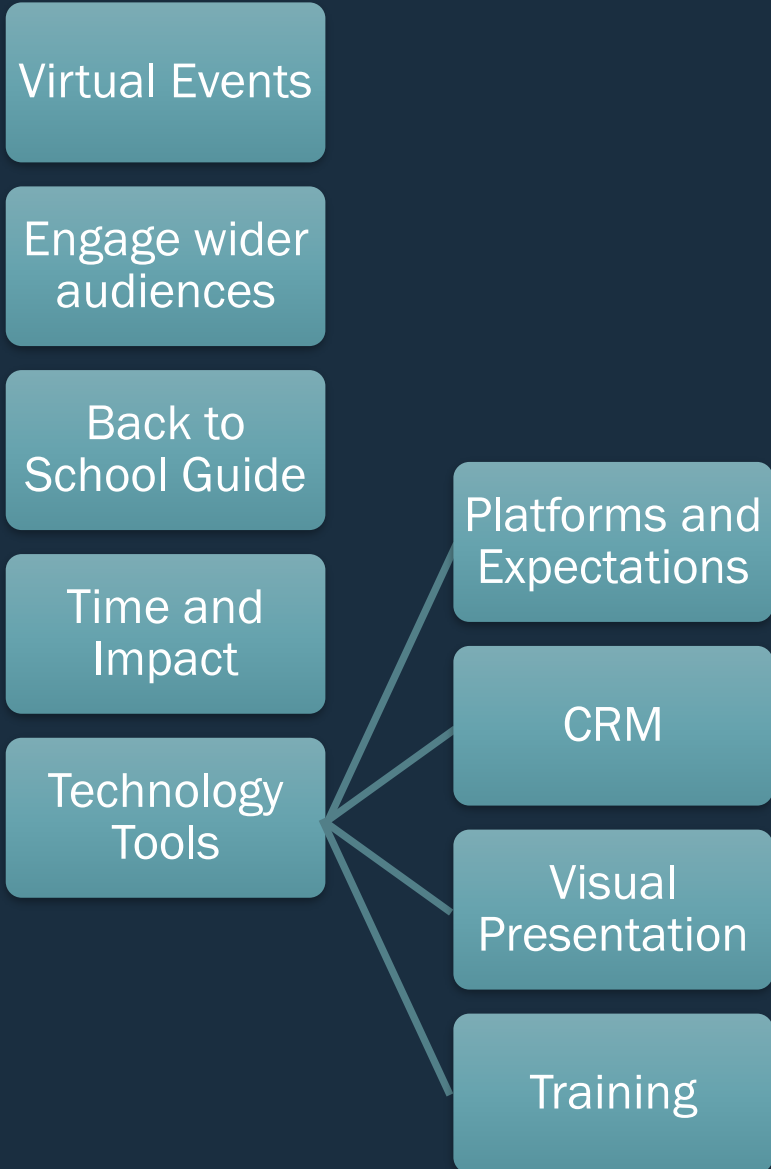 Virtual Events
Engage wider
audiences
Back to
School Guide
Time and
Impact
Technology
Tools
Platforms and
Expectations
CRM
Visual
Presentation
Training